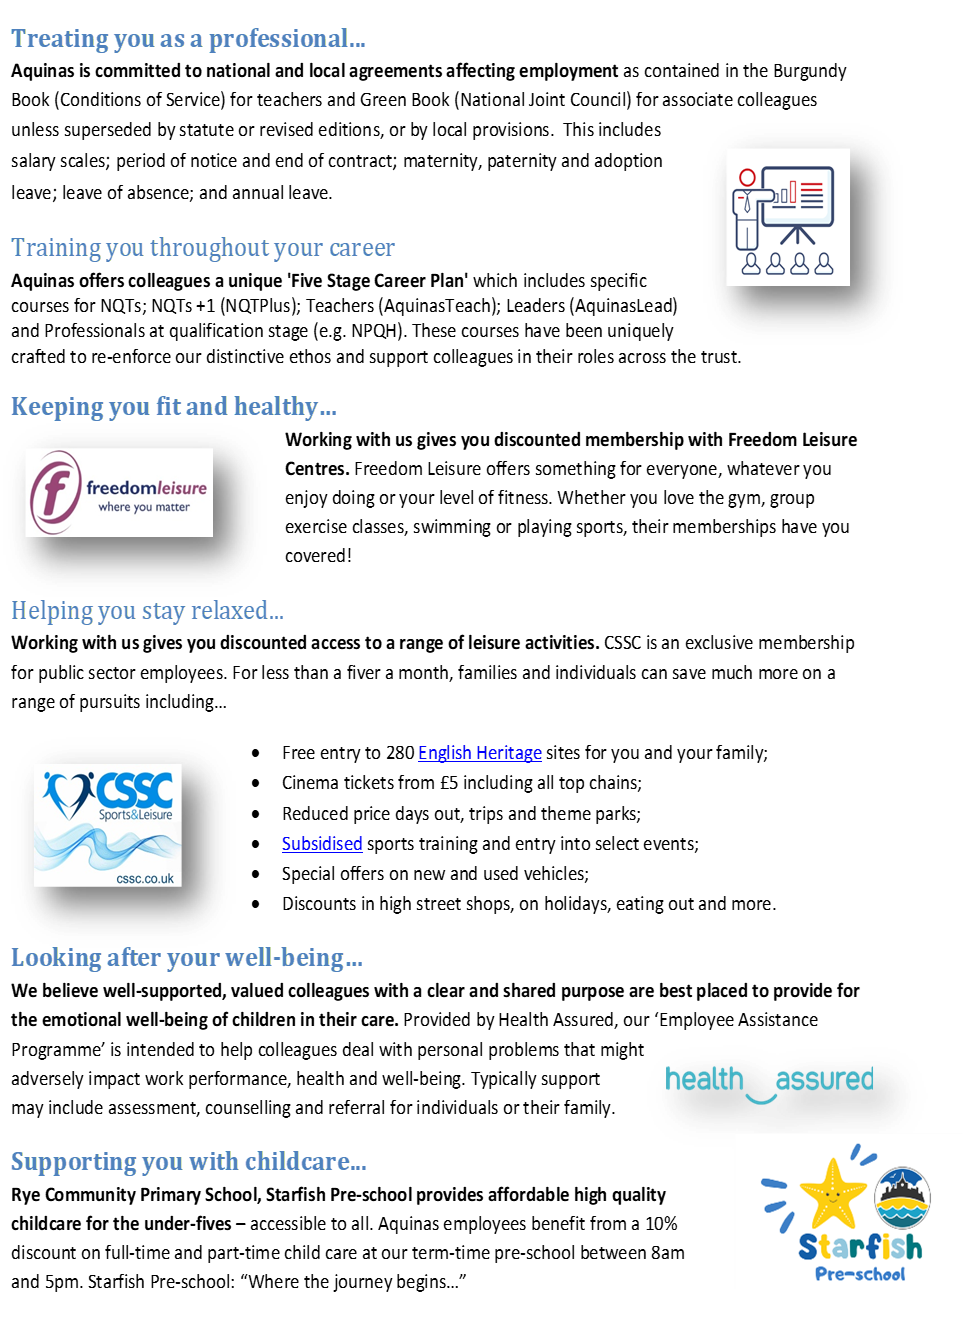 Treating you as a professional...
Aquinas is committed to national and local agreements affecting employment as contained in the Burgundy
Book (Conditions of Service) for teachers and Green Book (National Joint Council) for associate colleagues
unless superseded by statute or revised editions, or by local provisions.  This includes
salary scales; period of notice and end of contract; maternity, paternity and adoption
leave; leave of absence; and annual leave.
Training you throughout your career
Aquinas offers colleagues a unique 'Five Stage Career Plan' which includes specific
courses for NQTs; NQTs +1 (NQTPlus); Teachers (AquinasTeach); Leaders (AquinasLead)
and Professionals at qualification stage (e.g. NPQH). These courses have been uniquely
crafted to re-enforce our distinctive ethos and support colleagues in their roles across the trust.
Keeping you fit and healthy...
freedomleisure
where you matter
Working with us gives you discounted membership with Freedom Leisure
Centres. Freedom Leisure offers something for everyone, whatever you
enjoy doing or your level of fitness. Whether you love the gym, group
exercise classes, swimming or playing sports, their memberships have you
covered!
Helping you stay relaxed...
Working with us gives you discounted access to a range of leisure activities. CSSC is an exclusive membership
for public sector employees. For less than a fiver a month, families and individuals can save much more on a
range of pursuits including...
CSSC
Sports&Leisure
cssc.co.uk
• Free entry to 280 English Heritage sites for you and your family;
• Cinema tickets from £5 including all top chains;
• Reduced price days out, trips and theme parks;
• Subsidised sports training and entry into select events;
• Special offers on new and used vehicles;
• Discounts in high street shops, on holidays, eating out and more.
Looking after your well-being...
We believe well-supported, valued colleagues with a clear and shared purpose are best placed to provide for
the emotional well-being of children in their care. Provided by Health Assured, our ‘Employee Assistance
Programme’ is intended to help colleagues deal with personal problems that might
adversely impact work performance, health and well-being. Typically support
may include assessment, counselling and referral for individuals or their family.
health assured
Supporting you with childcare...
Rye Community Primary School, Starfish Pre-school provides affordable high quality
childcare for the under-fives – accessible to all. Aquinas employees benefit from a 10%
discount on full-time and part-time child care at our term-time pre-school between 8am
and 5pm. Starfish Pre-school: “Where the journey begins...”
Starfish
Pre-school